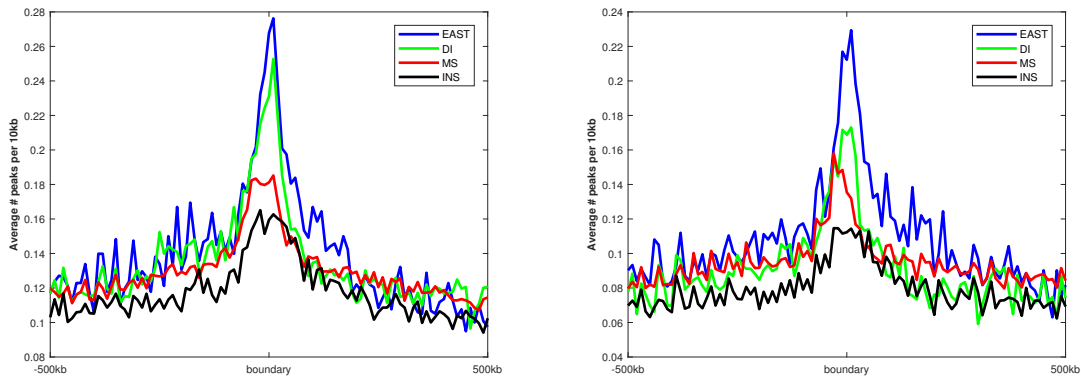 Average # peaks per 10kb
0.28
0.26
0.24
0.22
0.2
0.18
0.16
0.14
0.12
0.1
0.08
-500kb
boundary
500kb
EAST
DI
MS
INS
Average # peaks per 10kb
0.24
0.22
0.2
0.18
0.16
0.14
0.12
0.1
0.08
0.06
0.04
-500kb
boundary
500kb
EAST
DI
MS
INS